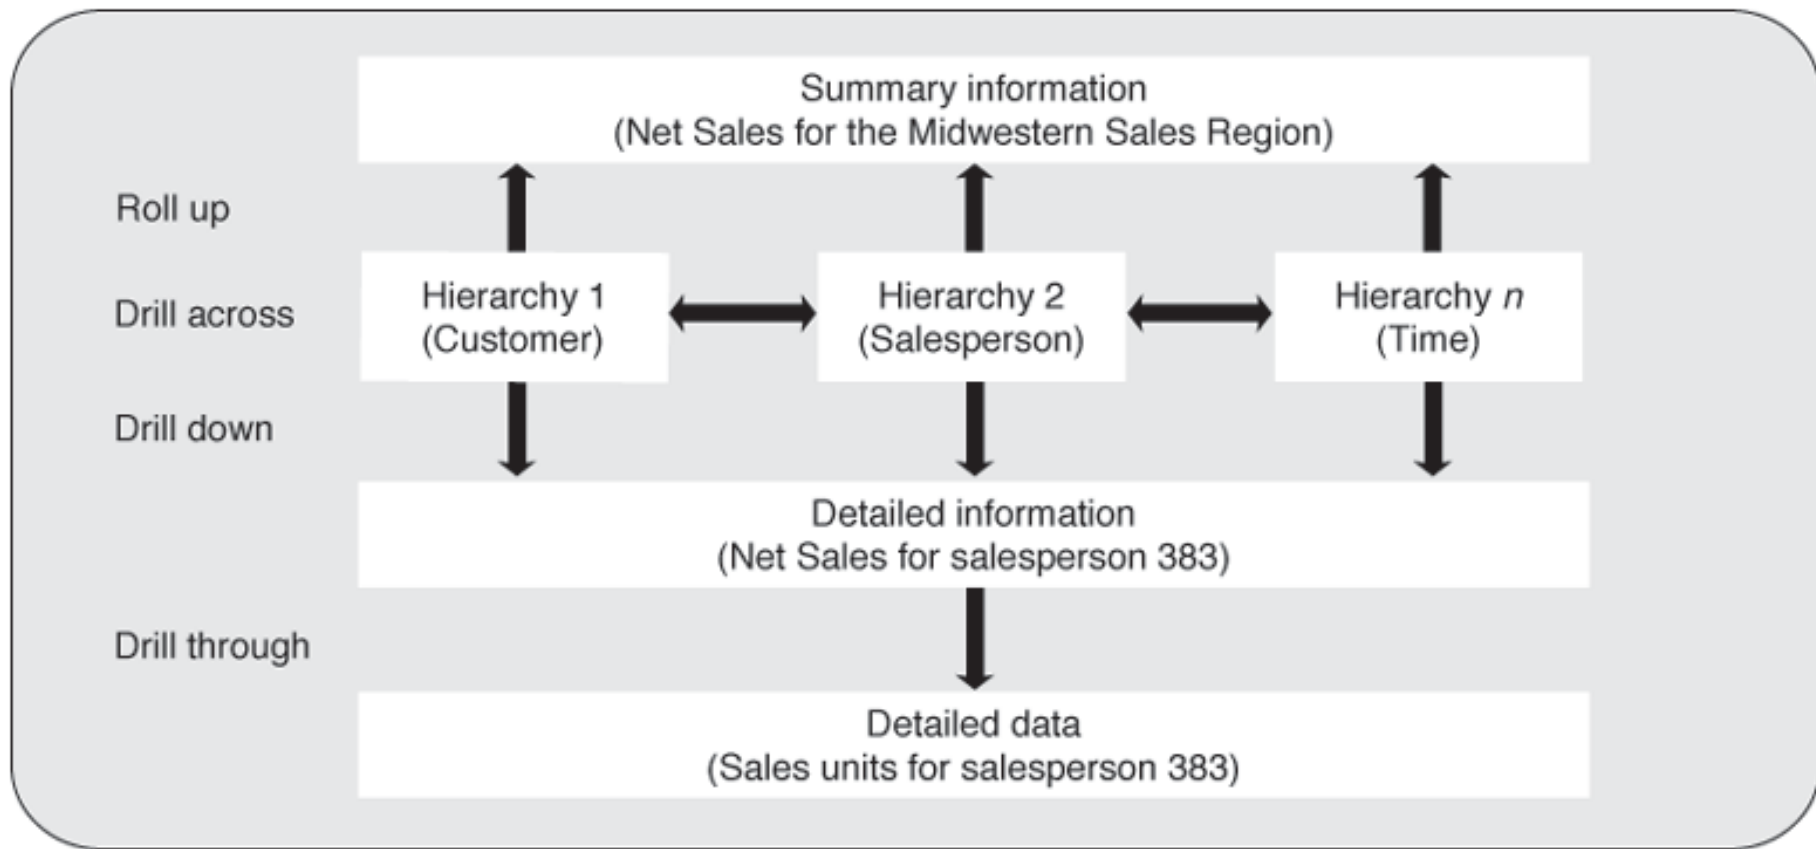 Summary information
(Net Sales for the Midwestern Sales Region)
Roll up
Hierarchy 1
(Customer)
Hierarchy 2
(Salesperson)
Hierarchy n
(Time)
Drill across
Drill down
Detailed information
(Net Sales for salesperson 383)
Drill through
Detailed data
(Sales units for salesperson 383)